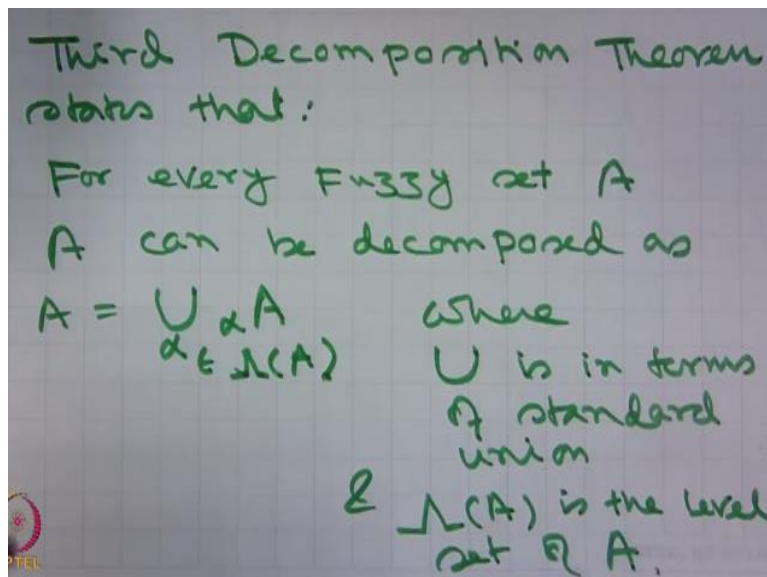 Third Decomposition Theorem
states that:
For every Fuzzy set A
A can be decomposed as
A = ∪ αA where
α ∈ Λ(A) ∪ is in terms
of standard
union
& Λ(A) is the level
set of A.
PTEL